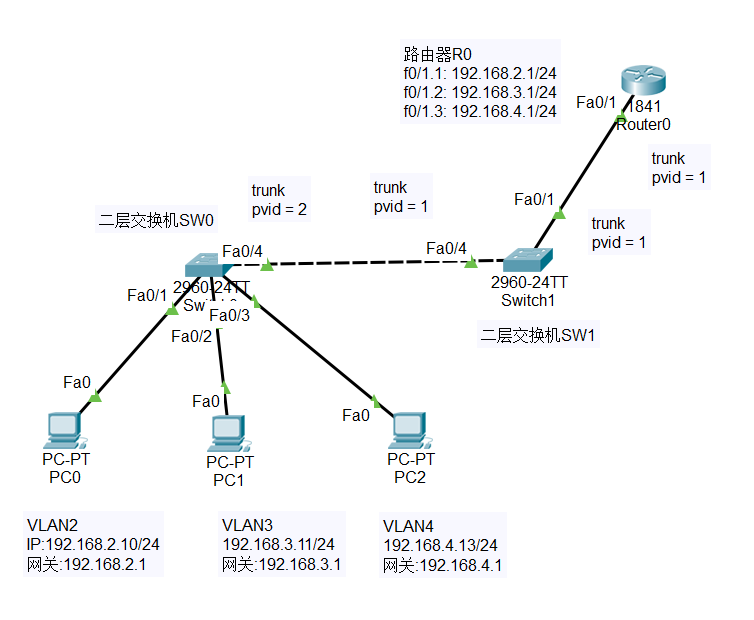 路由器R0
f0/1.1: 192.168.2.1/24
f0/1.2: 192.168.3.1/24
f0/1.3: 192.168.4.1/24
Fa0/1
1841
Router0
trunk
pvid = 1
trunk
pvid = 2
trunk
pvid = 1
Fa0/1
trunk
pvid = 1
二层交换机SW0
Fa0/4
Fa0/4
2960-24TT
2960-24TT
Switch1
Fa0/1
Fa0/3
Fa0/2
二层交换机SW1
Fa0
Fa0
Fa0
PC-PT
PC0
PC-PT
PC1
PC-PT
PC2
VLAN2
IP:192.168.2.10/24
网关:192.168.2.1
VLAN3
192.168.3.11/24
网关:192.168.3.1
VLAN4
192.168.4.13/24
网关:192.168.4.1